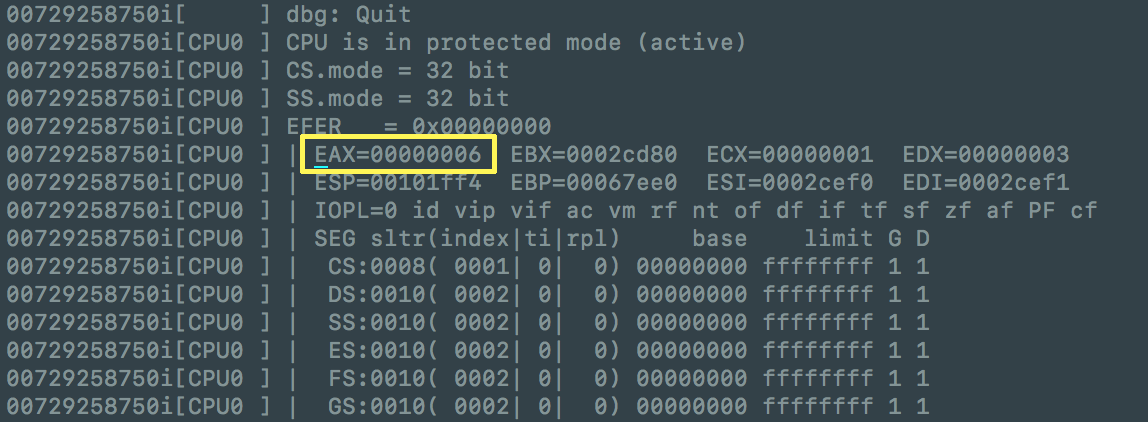 00729258750i[      ] dbg: Quit
00729258750i[CPU0  ] CPU is in protected mode (active)
00729258750i[CPU0  ] CS.mode = 32 bit
00729258750i[CPU0  ] SS.mode = 32 bit
00729258750i[CPU0  ] EFER   = 0x00000000
00729258750i[CPU0  ] | EAX=00000006  EBX=0002cd80  ECX=00000001  EDX=00000003
00729258750i[CPU0  ] | ESP=00101ff4  EBP=00067ee0  ESI=0002cef0  EDI=0002cef1
00729258750i[CPU0  ] | IOPL=0 id vip vif ac vm rf nt of df if tf sf zf af PF cf
00729258750i[CPU0  ] | SEG sltr(index|ti|rpl)     base    limit G D
00729258750i[CPU0  ] |  CS:0008( 0001| 0|  0) 00000000 ffffffff 1 1
00729258750i[CPU0  ] |  DS:0010( 0002| 0|  0) 00000000 ffffffff 1 1
00729258750i[CPU0  ] |  SS:0010( 0002| 0|  0) 00000000 ffffffff 1 1
00729258750i[CPU0  ] |  ES:0010( 0002| 0|  0) 00000000 ffffffff 1 1
00729258750i[CPU0  ] |  FS:0010( 0002| 0|  0) 00000000 ffffffff 1 1
00729258750i[CPU0  ] |  GS:0010( 0002| 0|  0) 00000000 ffffffff 1 1